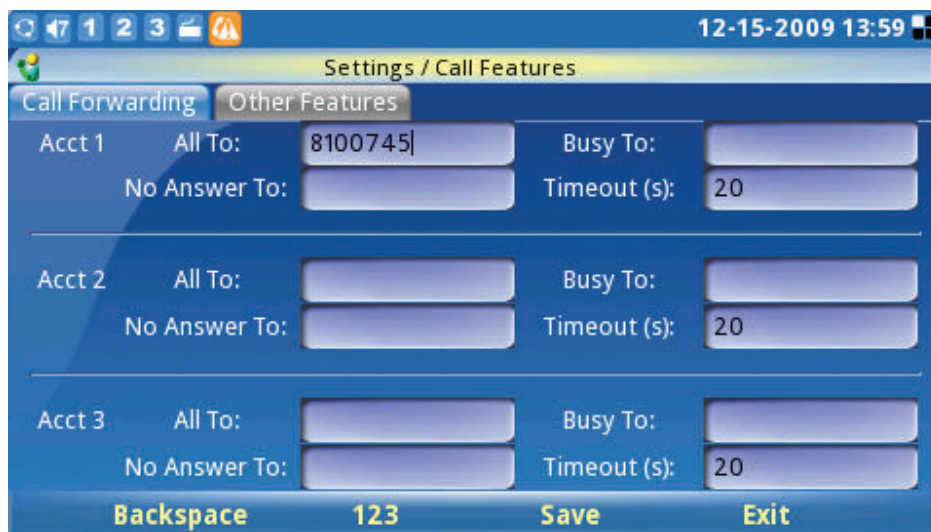 47 1 2 3 12-15-2009 13:59
Settings / Call Features
Call Forwarding Other Features
Acct 1 All To: 8100745 Busy To:
No Answer To: Timeout (s): 20
Acct 2 All To: Busy To:
No Answer To: Timeout (s): 20
Acct 3 All To: Busy To:
No Answer To: Timeout (s): 20
Backspace 123 Save Exit